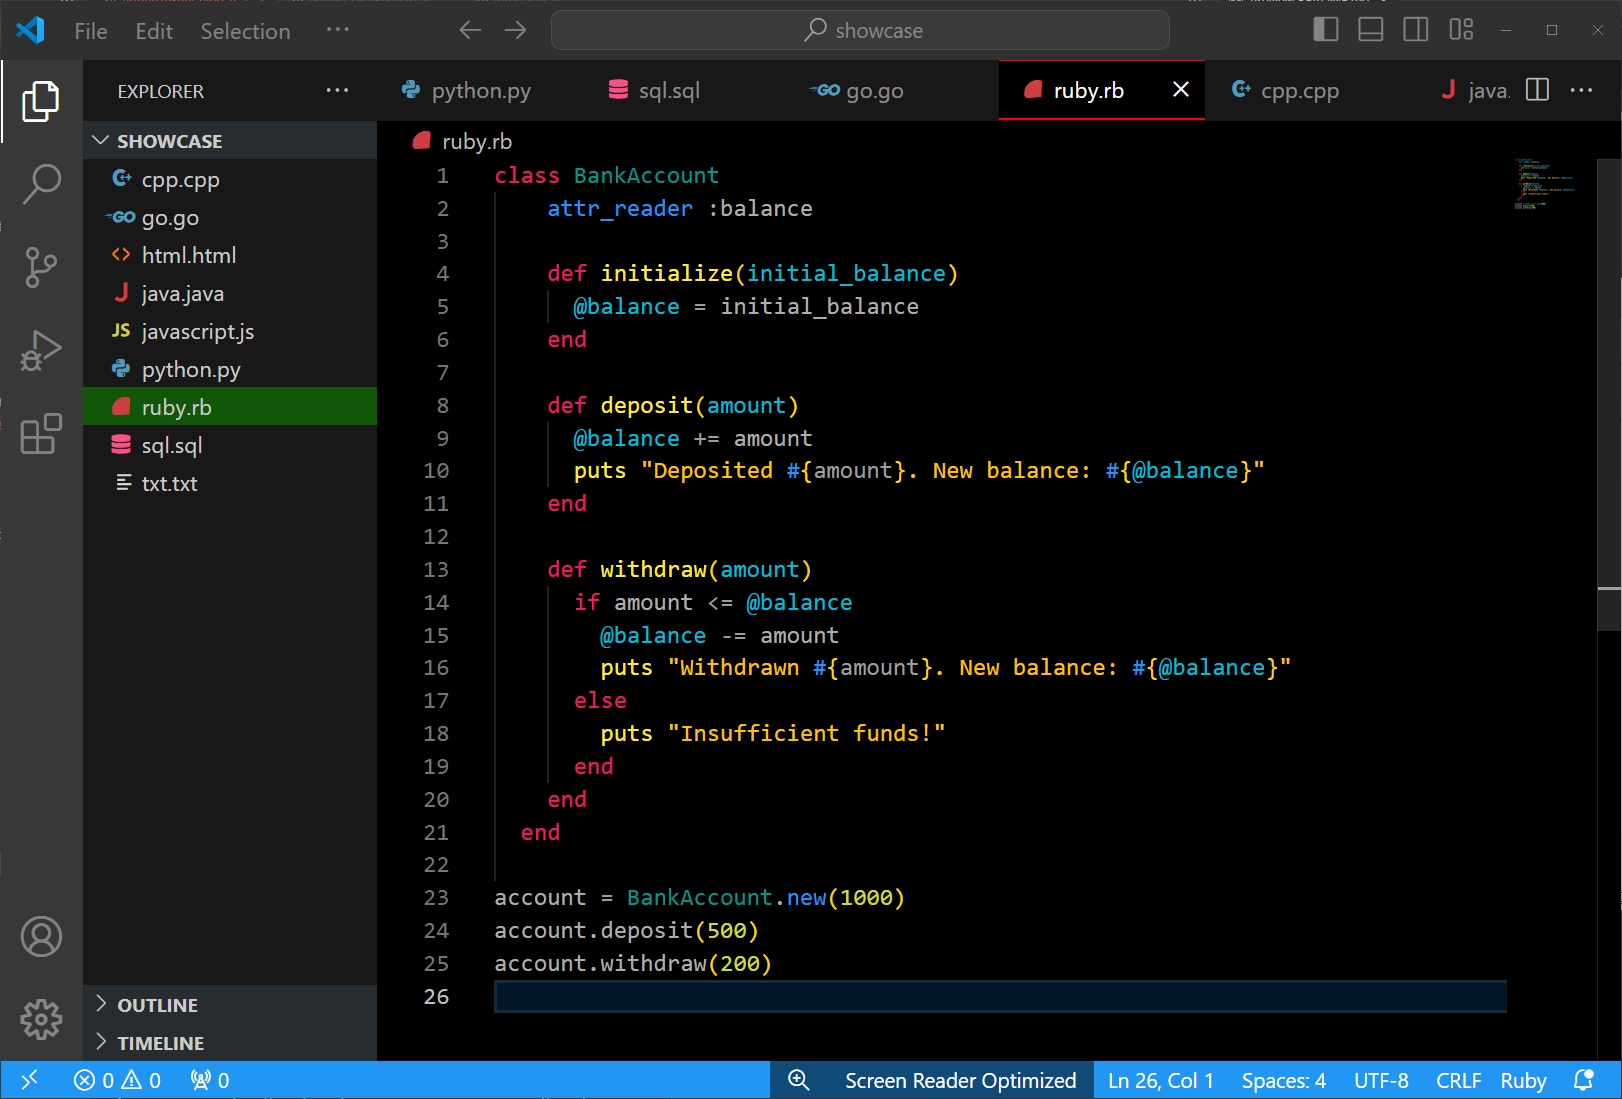 File Edit Selection ··· showcase
EXPLORER ···
python.py sql.sql go.go ruby.rb cpp.cpp java. ···
SHOWCASE
cpp.cpp
go.go
html.html
java.java
JS javascript.js
python.py
ruby.rb
sql.sql
txt.txt
OUTLINE
TIMELINE
ruby.rb
1 class BankAccount
2     attr_reader :balance
3
4     def initialize(initial_balance)
5       @balance = initial_balance
6     end
7
8     def deposit(amount)
9       @balance += amount
10       puts "Deposited #{amount}. New balance: #{@balance}"
11     end
12
13     def withdraw(amount)
14       if amount <= @balance
15         @balance -= amount
16         puts "Withdrawn #{amount}. New balance: #{@balance}"
17       else
18         puts "Insufficient funds!"
19       end
20     end
21   end
22
23 account = BankAccount.new(1000)
24 account.deposit(500)
25 account.withdraw(200)
26
0 0 0 Screen Reader Optimized Ln 26, Col 1 Spaces: 4 UTF-8 CRLF Ruby